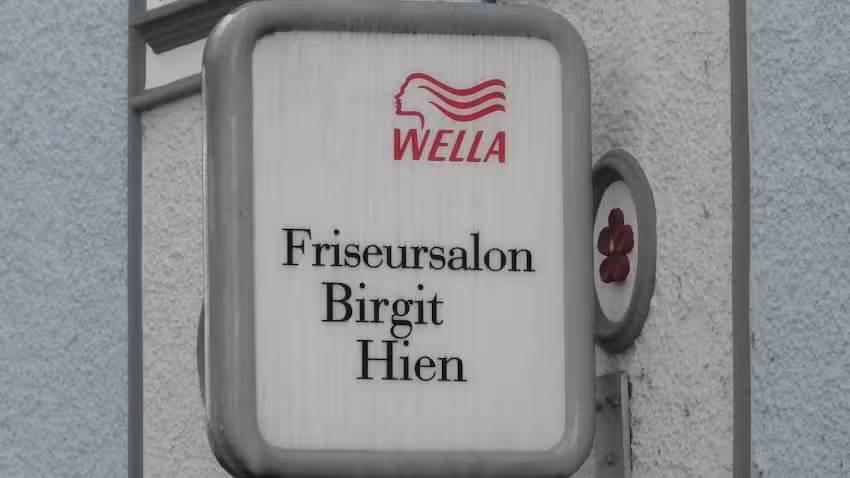 WELLA
Friseursalon
Birgit
Hien